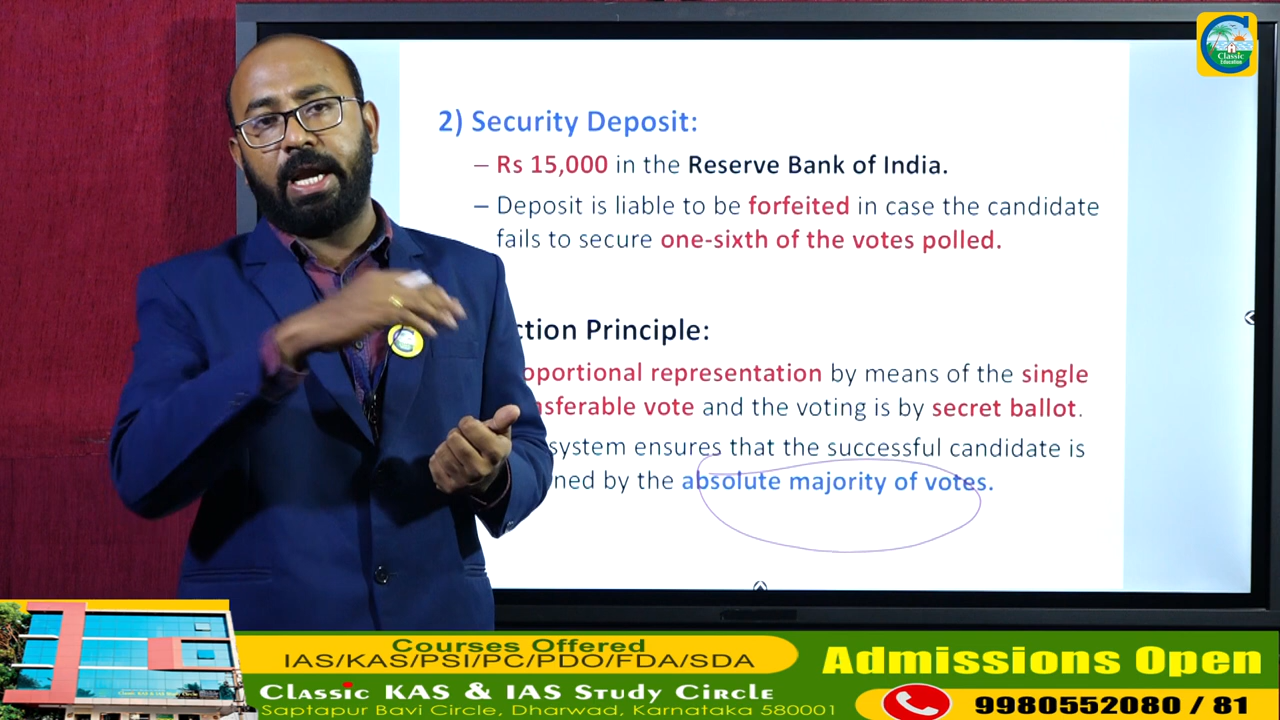 Classic
Education
2) Security Deposit:
– Rs 15,000 in the Reserve Bank of India.
– Deposit is liable to be forfeited in case the candidate
fails to secure one-sixth of the votes polled.
ction Principle:
oportional representation by means of the single
nsferable vote and the voting is by secret ballot.
system ensures that the successful candidate is
ned by the absolute majority of votes.
Courses Offered
IAS/KAS/PSI/PC/PDO/FDA/SDA
Classic KAS & IAS Study Circle
Saptapur Bavi Circle, Dharwad, Karnataka 580001
Admissions Open
9980552080 / 81